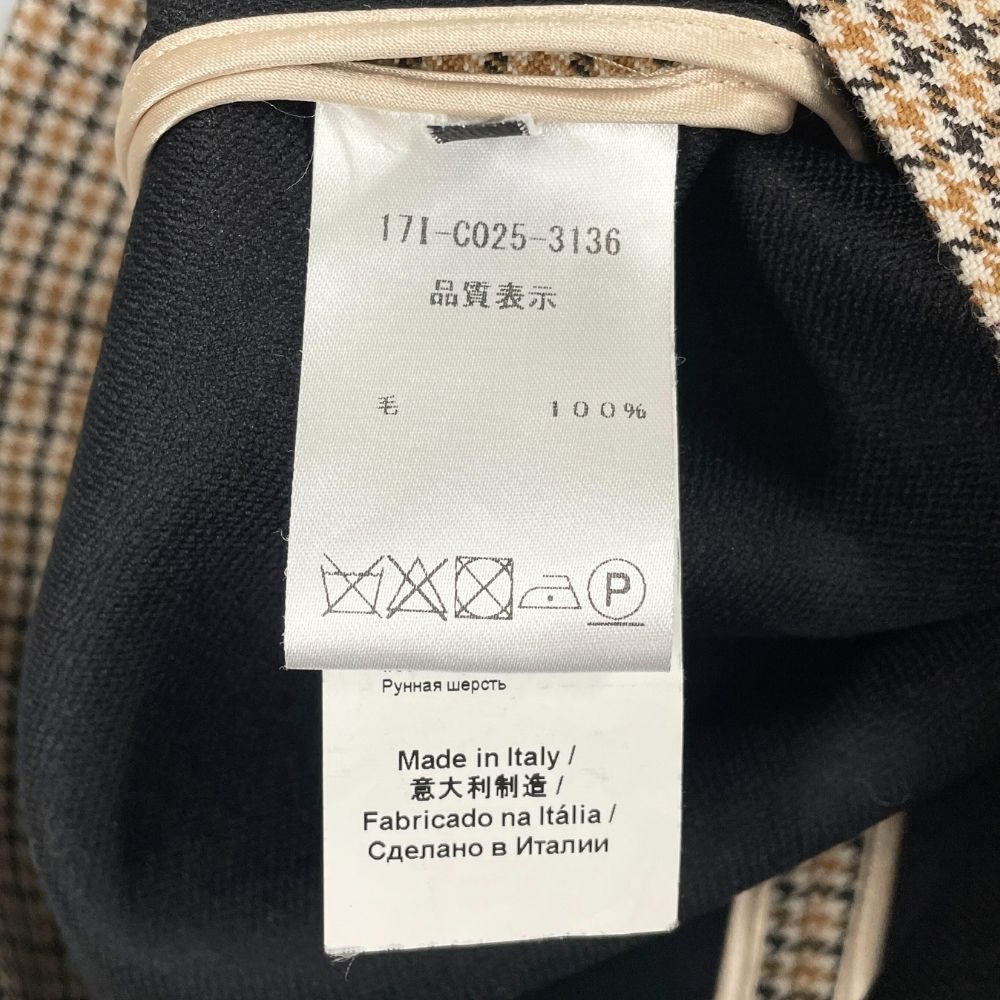 17I-C025-3136
品質表示
毛 100%
P
Рунная шерсть
Made in Italy /
意大利制造 /
Fabricado na Itália /
Сделано в Италии